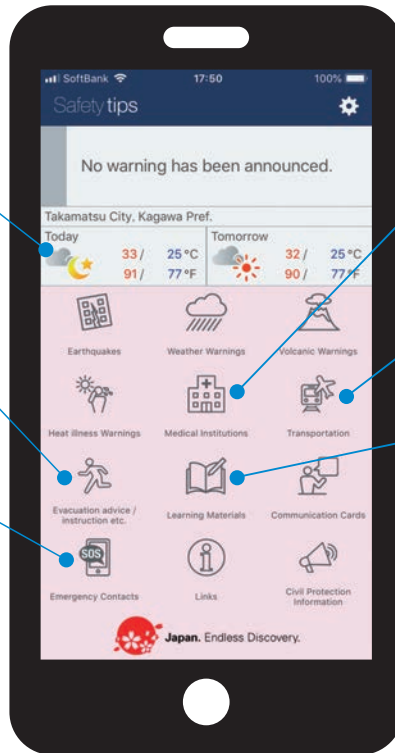 SoftBank 17:50 100%
Safety tips
No warning has been announced.
Takamatsu City, Kagawa Pref.
Today Tomorrow
33 / 25 °C 32 / 25 °C
91 / 77 °F 90 / 77 °F
Earthquakes Weather Warnings Volcanic Warnings
Heat illness Warnings Medical Institutions Transportation
Evacuation advice /
instruction etc.
Learning Materials Communication Cards
SOS
Emergency Contacts Links
Civil Protection
Information
Japan. Endless Discovery.